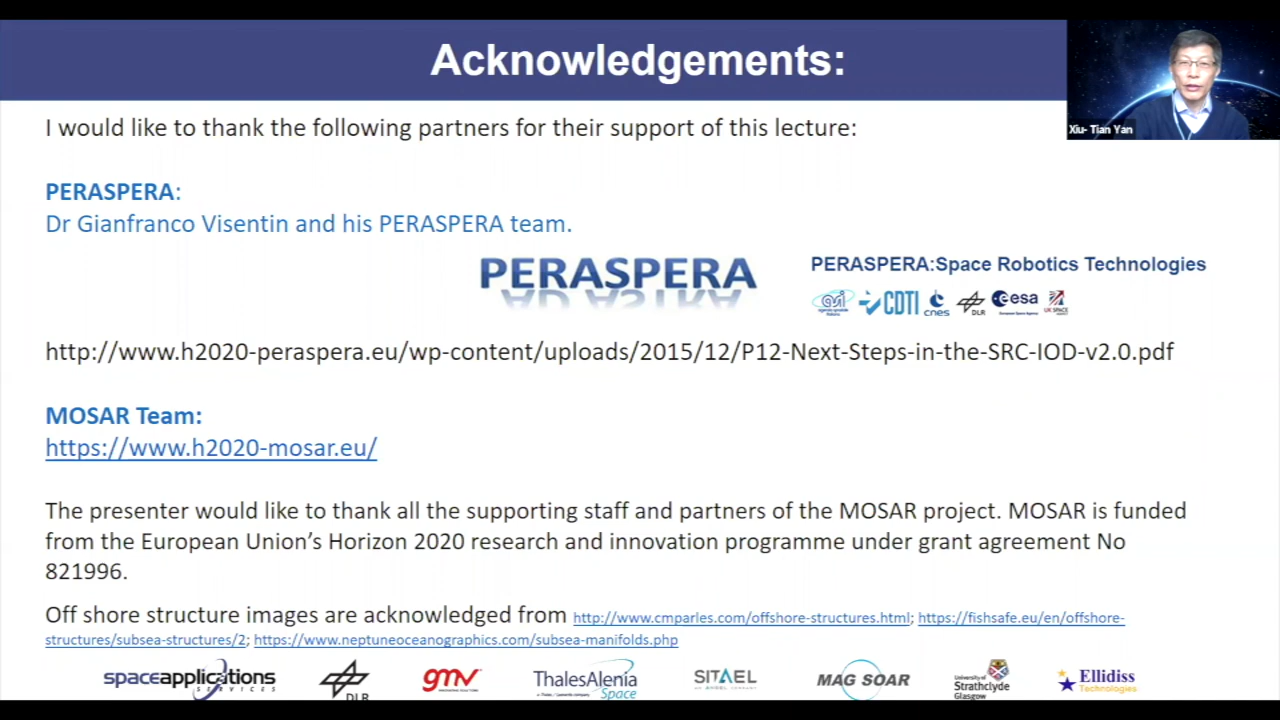 Acknowledgements:
Xiu- Tian Yan
I would like to thank the following partners for their support of this lecture:
PERASPERA:
Dr Gianfranco Visentin and his PERASPERA team.
PERASPERA
PERASPERA:Space Robotics Technologies
asi CDTI cnes DLR esa UK SPACE
http://www.h2020-peraspera.eu/wp-content/uploads/2015/12/P12-Next-Steps-in-the-SRC-IOD-v2.0.pdf
MOSAR Team:
https://www.h2020-mosar.eu/
The presenter would like to thank all the supporting staff and partners of the MOSAR project. MOSAR is funded
from the European Union’s Horizon 2020 research and innovation programme under grant agreement No
821996.
Off shore structure images are acknowledged from http://www.cmparles.com/offshore-structures.html; https://fishsafe.eu/en/offshore-
structures/subsea-structures/2; https://www.neptuneoceanographics.com/subsea-manifolds.php
spaceapplications
SERVICES
DLR
gmv
ThalesAlenia
Space
SITAEL
MAG SOAR
University of
Strathclyde
Glasgow
Ellidiss
Technologies